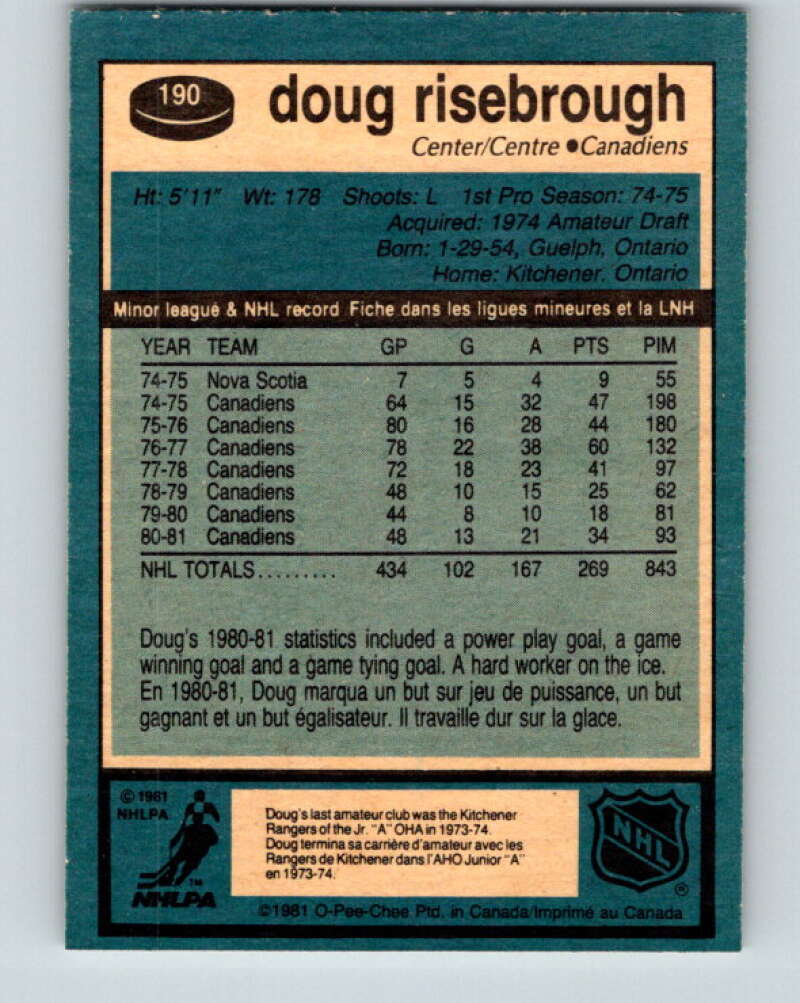 190
doug risebrough
Center/Centre ●Canadiens
Ht: 5'11" Wt: 178 Shoots: L 1st Pro Season: 74-75
Acquired: 1974 Amateur Draft
Born: 1-29-54, Guelph, Ontario
Home: Kitchener, Ontario
Minor league & NHL record Fiche dans les ligues mineures et la LNH
YEAR TEAM GP G A PTS PIM
74-75 Nova Scotia 7 5 4 9 55
74-75 Canadiens 64 15 32 47 198
75-76 Canadiens 80 16 28 44 180
76-77 Canadiens 78 22 38 60 132
77-78 Canadiens 72 18 23 41 97
78-79 Canadiens 48 10 15 25 62
79-80 Canadiens 44 8 10 18 81
80-81 Canadiens 48 13 21 34 93
NHL TOTALS......... 434 102 167 269 843
Doug's 1980-81 statistics included a power play goal, a game
winning goal and a game tying goal. A hard worker on the ice.
En 1980-81, Doug marqua un but sur jeu de puissance, un but
gagnant et un but égalisateur. Il travaille dur sur la glace.
© 1981
NHLPA
TM
NHLPA
Doug's last amateur club was the Kitchener
Rangers of the Jr. "A" OHA in 1973-74.
Doug termina sa carrière d'amateur avec les
Rangers de Kitchener dans l'AHO Junior "A"
en 1973-74.
NHL
®
©1981 O-Pee-Chee Ptd. in Canada/Imprimé au Canada